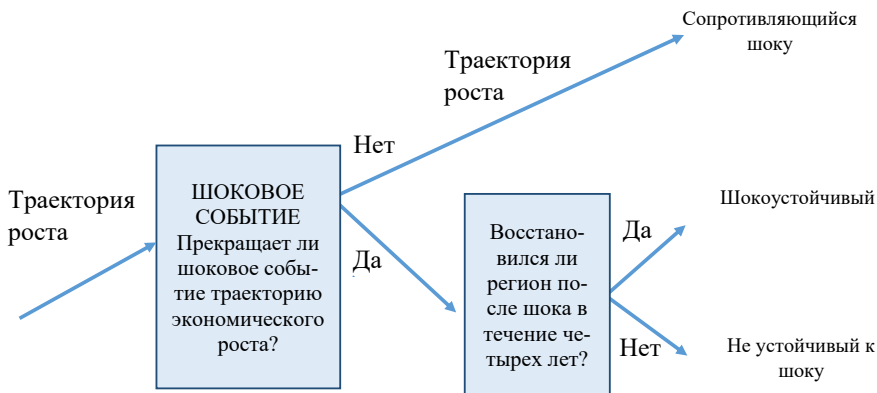 Траектория
роста
ШОКОВОЕ
СОБЫТИЕ
Прекращает ли
шоковое собы-
тие траекторию
экономического
роста?
Нет
Траектория
роста
Сопротивляющийся
шоку
Да
Восстано-
вился ли
регион по-
сле шока в
течение че-
тырех лет?
Да
Шокоустойчивый
Нет
Не устойчивый к
шоку